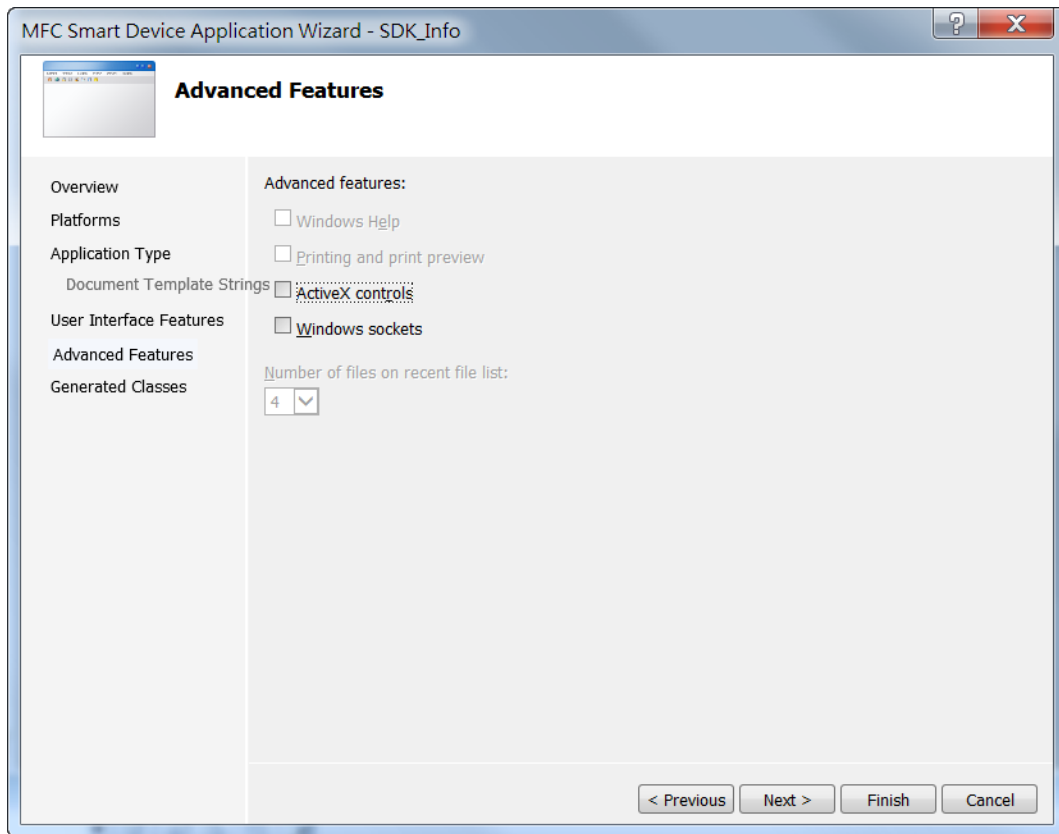 MFC Smart Device Application Wizard - SDK_Info
Advanced Features
Overview
Platforms
Application Type
Document Template Strings
User Interface Features
Advanced Features
Generated Classes
Advanced features:
Windows Help
Printing and print preview
ActiveX controls
Windows sockets
Number of files on recent file list:
4
< Previous
Next >
Finish
Cancel